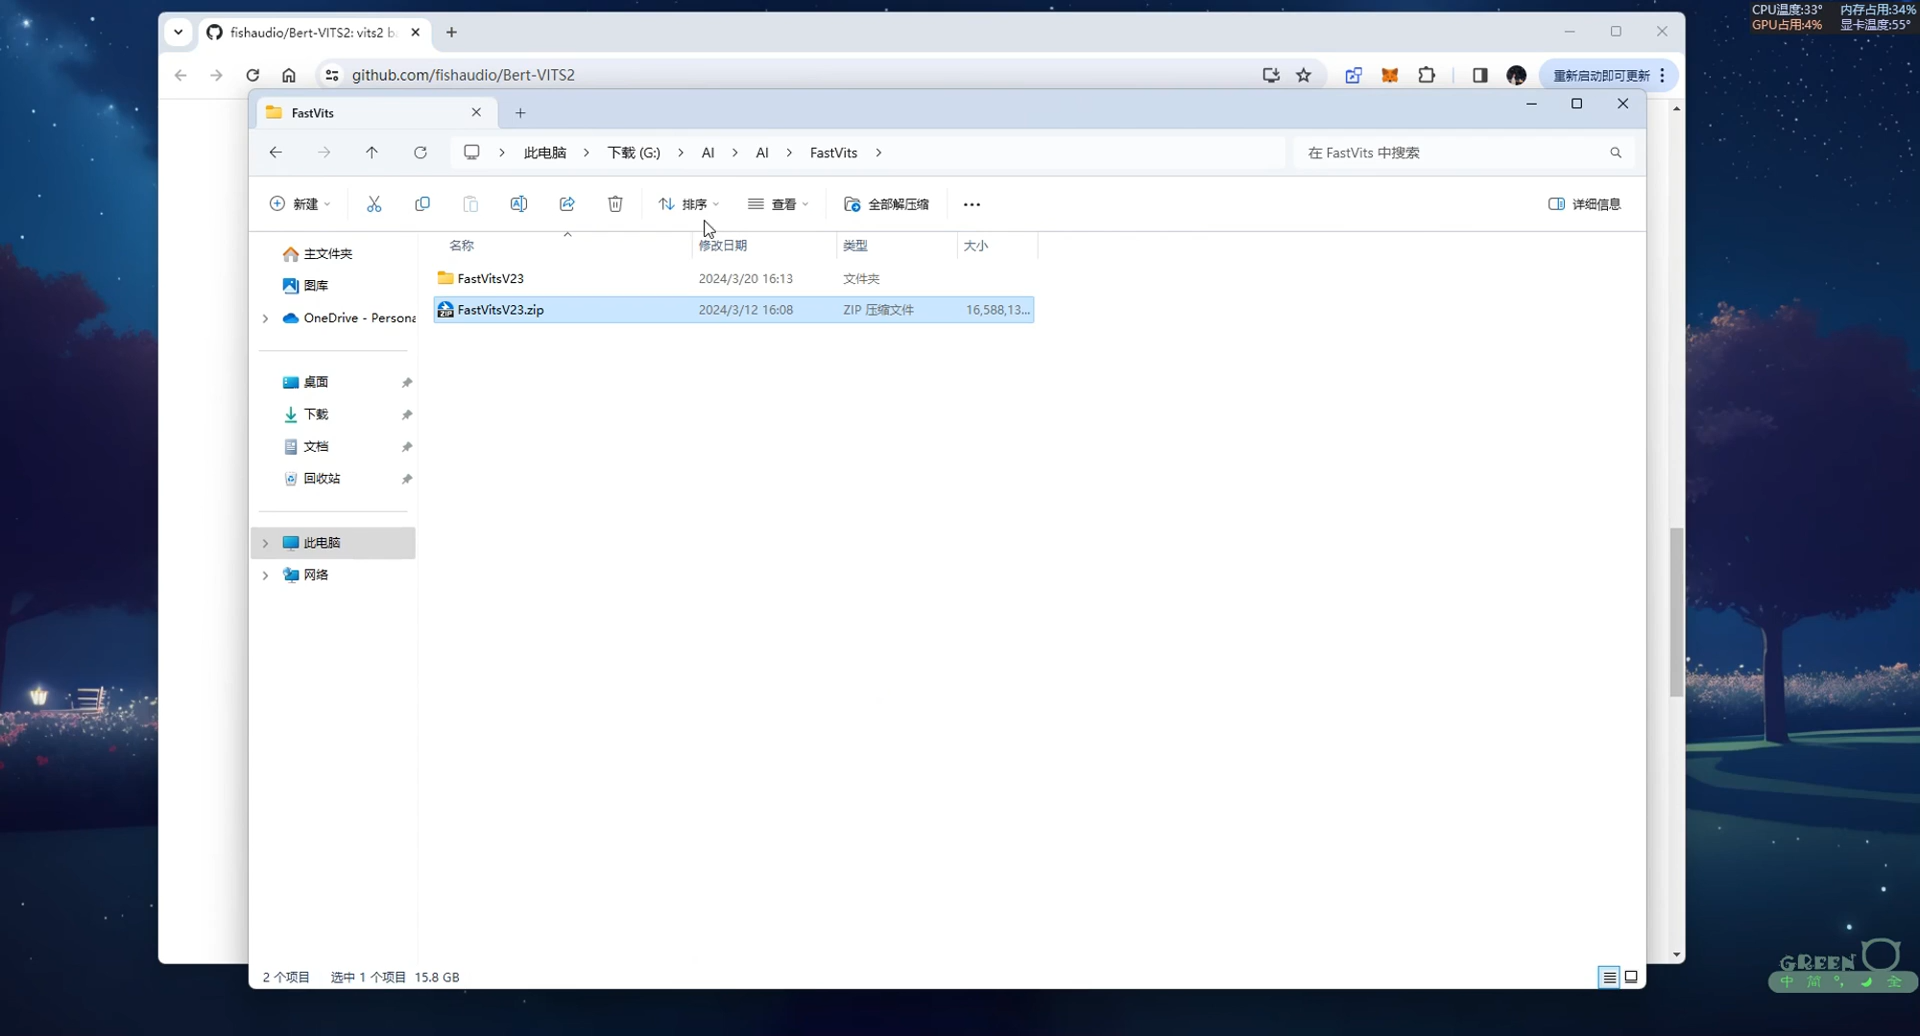 CPU温度:33° 内存占用:34%
GPU占用:4% 显卡温度:55°
fishaudio/Bert-VITS2: vits2 b
github.com/fishaudio/Bert-VITS2
重新启动即可更新
FastVits
此电脑 下载 (G:) AI AI FastVits
在 FastVits 中搜索
新建 排序 查看 全部解压缩 详细信息
名称 修改日期 类型 大小
FastVitsV23 2024/3/20 16:13 文件夹
FastVitsV23.zip 2024/3/12 16:08 ZIP 压缩文件 16,588,13...
主文件夹
图库
OneDrive - Persona
桌面
下载
文档
回收站
此电脑
网络
2 个项目 选中 1 个项目 15.8 GB
GREEN
中 简 °, 全